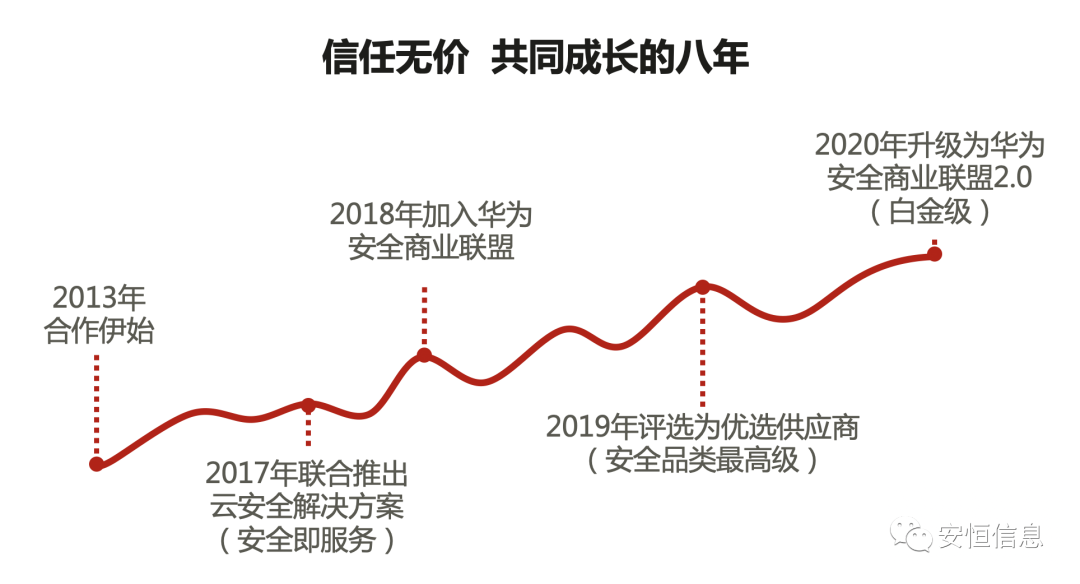 信任无价 共同成长的八年
2013年
合作伊始
2017年联合推出
云安全解决方案
（安全即服务）
2018年加入华为
安全商业联盟
2019年评选为优选供应商
（安全品类最高级）
2020年升级为华为
安全商业联盟2.0
（白金级）
安恒信息